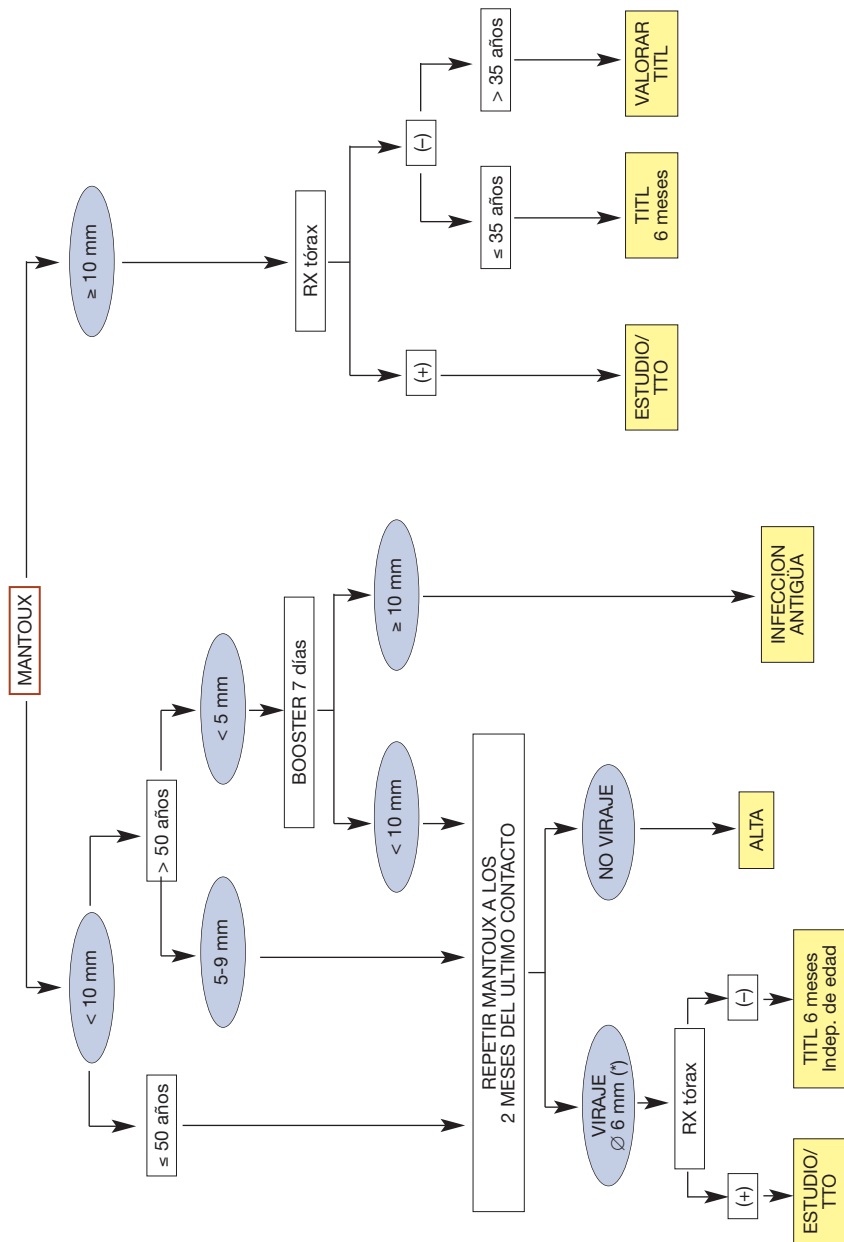 MANTOUX
< 10 mm
≥ 10 mm
≤ 50 años
> 50 años
5-9 mm
< 5 mm
BOOSTER 7 días
< 10 mm
≥ 10 mm
REPETIR MANTOUX A LOS
2 MESES DEL ULTIMO CONTACTO
VIRAJE
∅ 6 mm (*)
NO VIRAJE
RX tórax
(+)
(–)
ESTUDIO/
TTO
TITL 6 meses
Indep. de edad
ALTA
INFECCION
ANTIGÜA
RX tórax
(+)
(–)
≤ 35 años
> 35 años
ESTUDIO/
TTO
TITL
6 meses
VALORAR
TITL